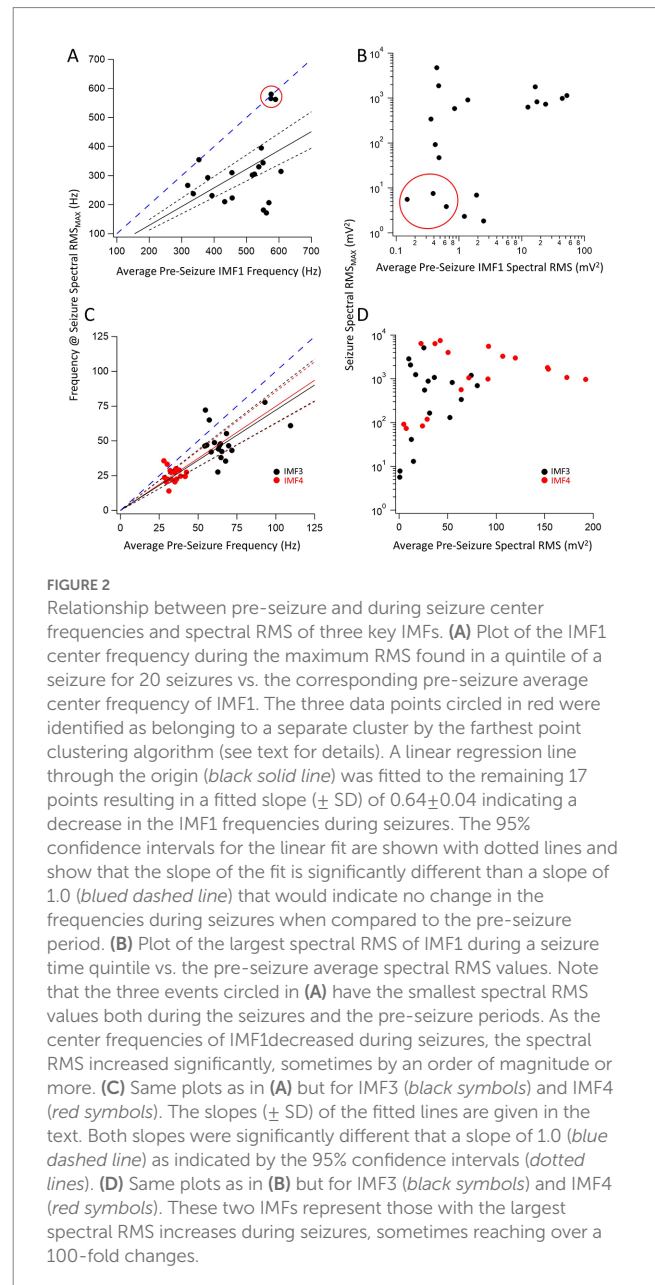 A
B
700
600
500
400
300
200
100
100 200 300 400 500 600 700
Average Pre-Seizure IMF1 Frequency (Hz)
Frequency @ Seizure Spectral RMSMAX (Hz)
10⁴
10³
10²
10¹
10⁰
0.1 2 4 6 8 1 2 4 6 8 10 2 4 6 8 100
Average Pre-Seizure IMF1 Spectral RMS (mV²)
Seizure Spectral RMSMAX (mV²)
C
D
125
100
75
50
25
0
0 25 50 75 100 125
IMF3
IMF4
Average Pre-Seizure Frequency (Hz)
10⁴
10³
10²
10¹
10⁰
0 50 100 150 200
IMF3
IMF4
Average Pre-Seizure Spectral RMS (mV²)
FIGURE 2
Relationship between pre-seizure and during seizure center
frequencies and spectral RMS of three key IMFs. (A) Plot of the IMF1
center frequency during the maximum RMS found in a quintile of a
seizure for 20 seizures vs. the corresponding pre-seizure average
center frequency of IMF1. The three data points circled in red were
identified as belonging to a separate cluster by the farthest point
clustering algorithm (see text for details). A linear regression line
through the origin (black solid line) was fitted to the remaining 17
points resulting in a fitted slope (± SD) of 0.64±0.04 indicating a
decrease in the IMF1 frequencies during seizures. The 95%
confidence intervals for the linear fit are shown with dotted lines and
show that the slope of the fit is significantly different than a slope of
1.0 (blued dashed line) that would indicate no change in the
frequencies during seizures when compared to the pre-seizure
period. (B) Plot of the largest spectral RMS of IMF1 during a seizure
time quintile vs. the pre-seizure average spectral RMS values. Note
that the three events circled in (A) have the smallest spectral RMS
values both during the seizures and the pre-seizure periods. As the
center frequencies of IMF1decreased during seizures, the spectral
RMS increased significantly, sometimes by an order of magnitude or
more. (C) Same plots as in (A) but for IMF3 (black symbols) and IMF4
(red symbols). The slopes (± SD) of the fitted lines are given in the
text. Both slopes were significantly different that a slope of 1.0 (blue
dashed line) as indicated by the 95% confidence intervals (dotted
lines). (D) Same plots as in (B) but for IMF3 (black symbols) and IMF4
(red symbols). These two IMFs represent those with the largest
spectral RMS increases during seizures, sometimes reaching over a
100-fold changes.